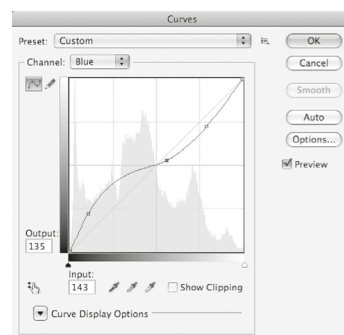 Curves
Preset: Custom
OK
Channel: Blue
Cancel
Smooth
Auto
Options...
Preview
Output:
135
Input:
143
Show Clipping
Curve Display Options